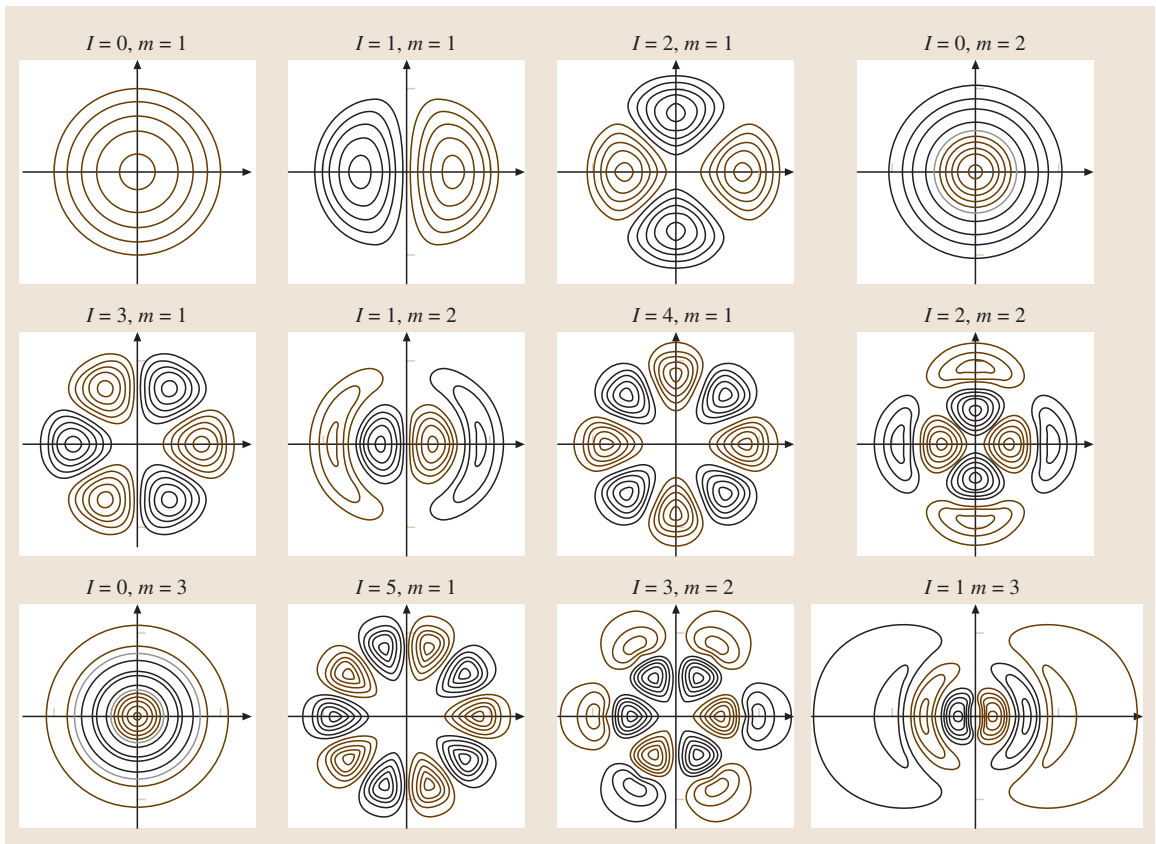 I = 0, m = 1
I = 1, m = 1
I = 2, m = 1
I = 0, m = 2
I = 3, m = 1
I = 1, m = 2
I = 4, m = 1
I = 2, m = 2
I = 0, m = 3
I = 5, m = 1
I = 3, m = 2
I = 1 m = 3